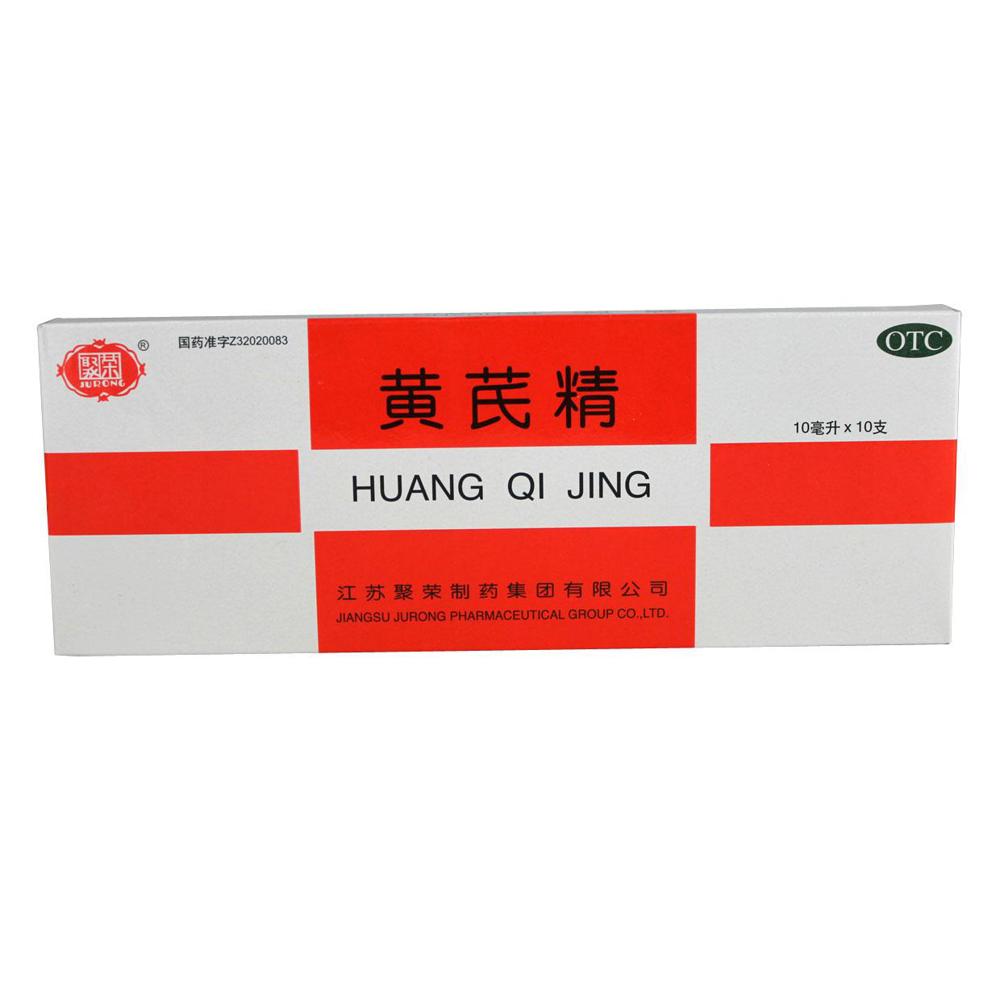 聚荣
JURONG
®
国药准字Z32020083
OTC
黄芪精
10毫升 x 10支
HUANG QI JING
江苏聚荣制药集团有限公司
JIANGSU JURONG PHARMACEUTICAL GROUP CO.,LTD.